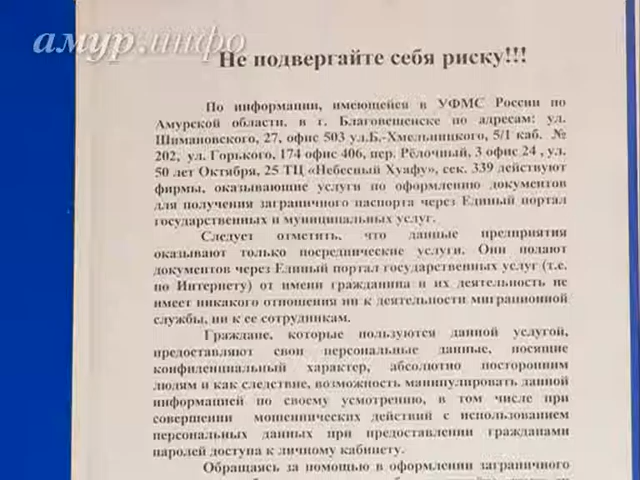 амур.инфо
Не подвергайте себя риску!!!
По информации, имеющейся в УФМС России по
Амурской области, в г. Благовещенске по адресам: ул.
Шимановского, 27, офис 503 ул.Б.-Хмельницкого, 5/1 каб. №
202, ул. Горького, 174 офис 406, пер. Рёлочный, 3 офис 24 , ул.
50 лет Октября, 25 ТЦ «Небесный Хуафу», сек. 339 действуют
фирмы, оказывающие услуги по оформлению документов
для получения заграничного паспорта через Единый портал
государственных и муниципальных услуг.
Следует отметить, что данные предприятия
оказывают только посреднические услуги. Они подают
документов через Единый портал государственных услуг (т.е.
по Интернету) от имени гражданина и их деятельность не
имеет никакого отношения ни к деятельности миграционной
службы, ни к ее сотрудникам.
Граждане, которые пользуются данной услугой,
предоставляют свои персональные данные, носящие
конфиденциальный характер, абсолютно посторонним
людям и как следствие, возможность манипулировать данной
информацией по своему усмотрению, в том числе при
совершении мошеннических действий с использованием
персональных данных при предоставлении гражданами
паролей доступа к личному кабинету.
Обращаясь за помощью в оформлении заграничного